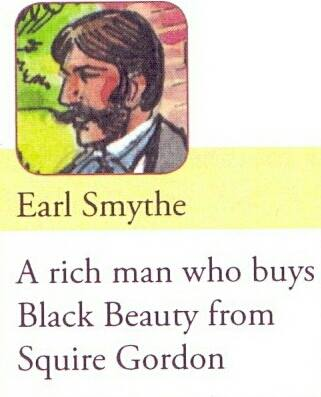 Earl Smythe
A rich man who buys
Black Beauty from
Squire Gordon